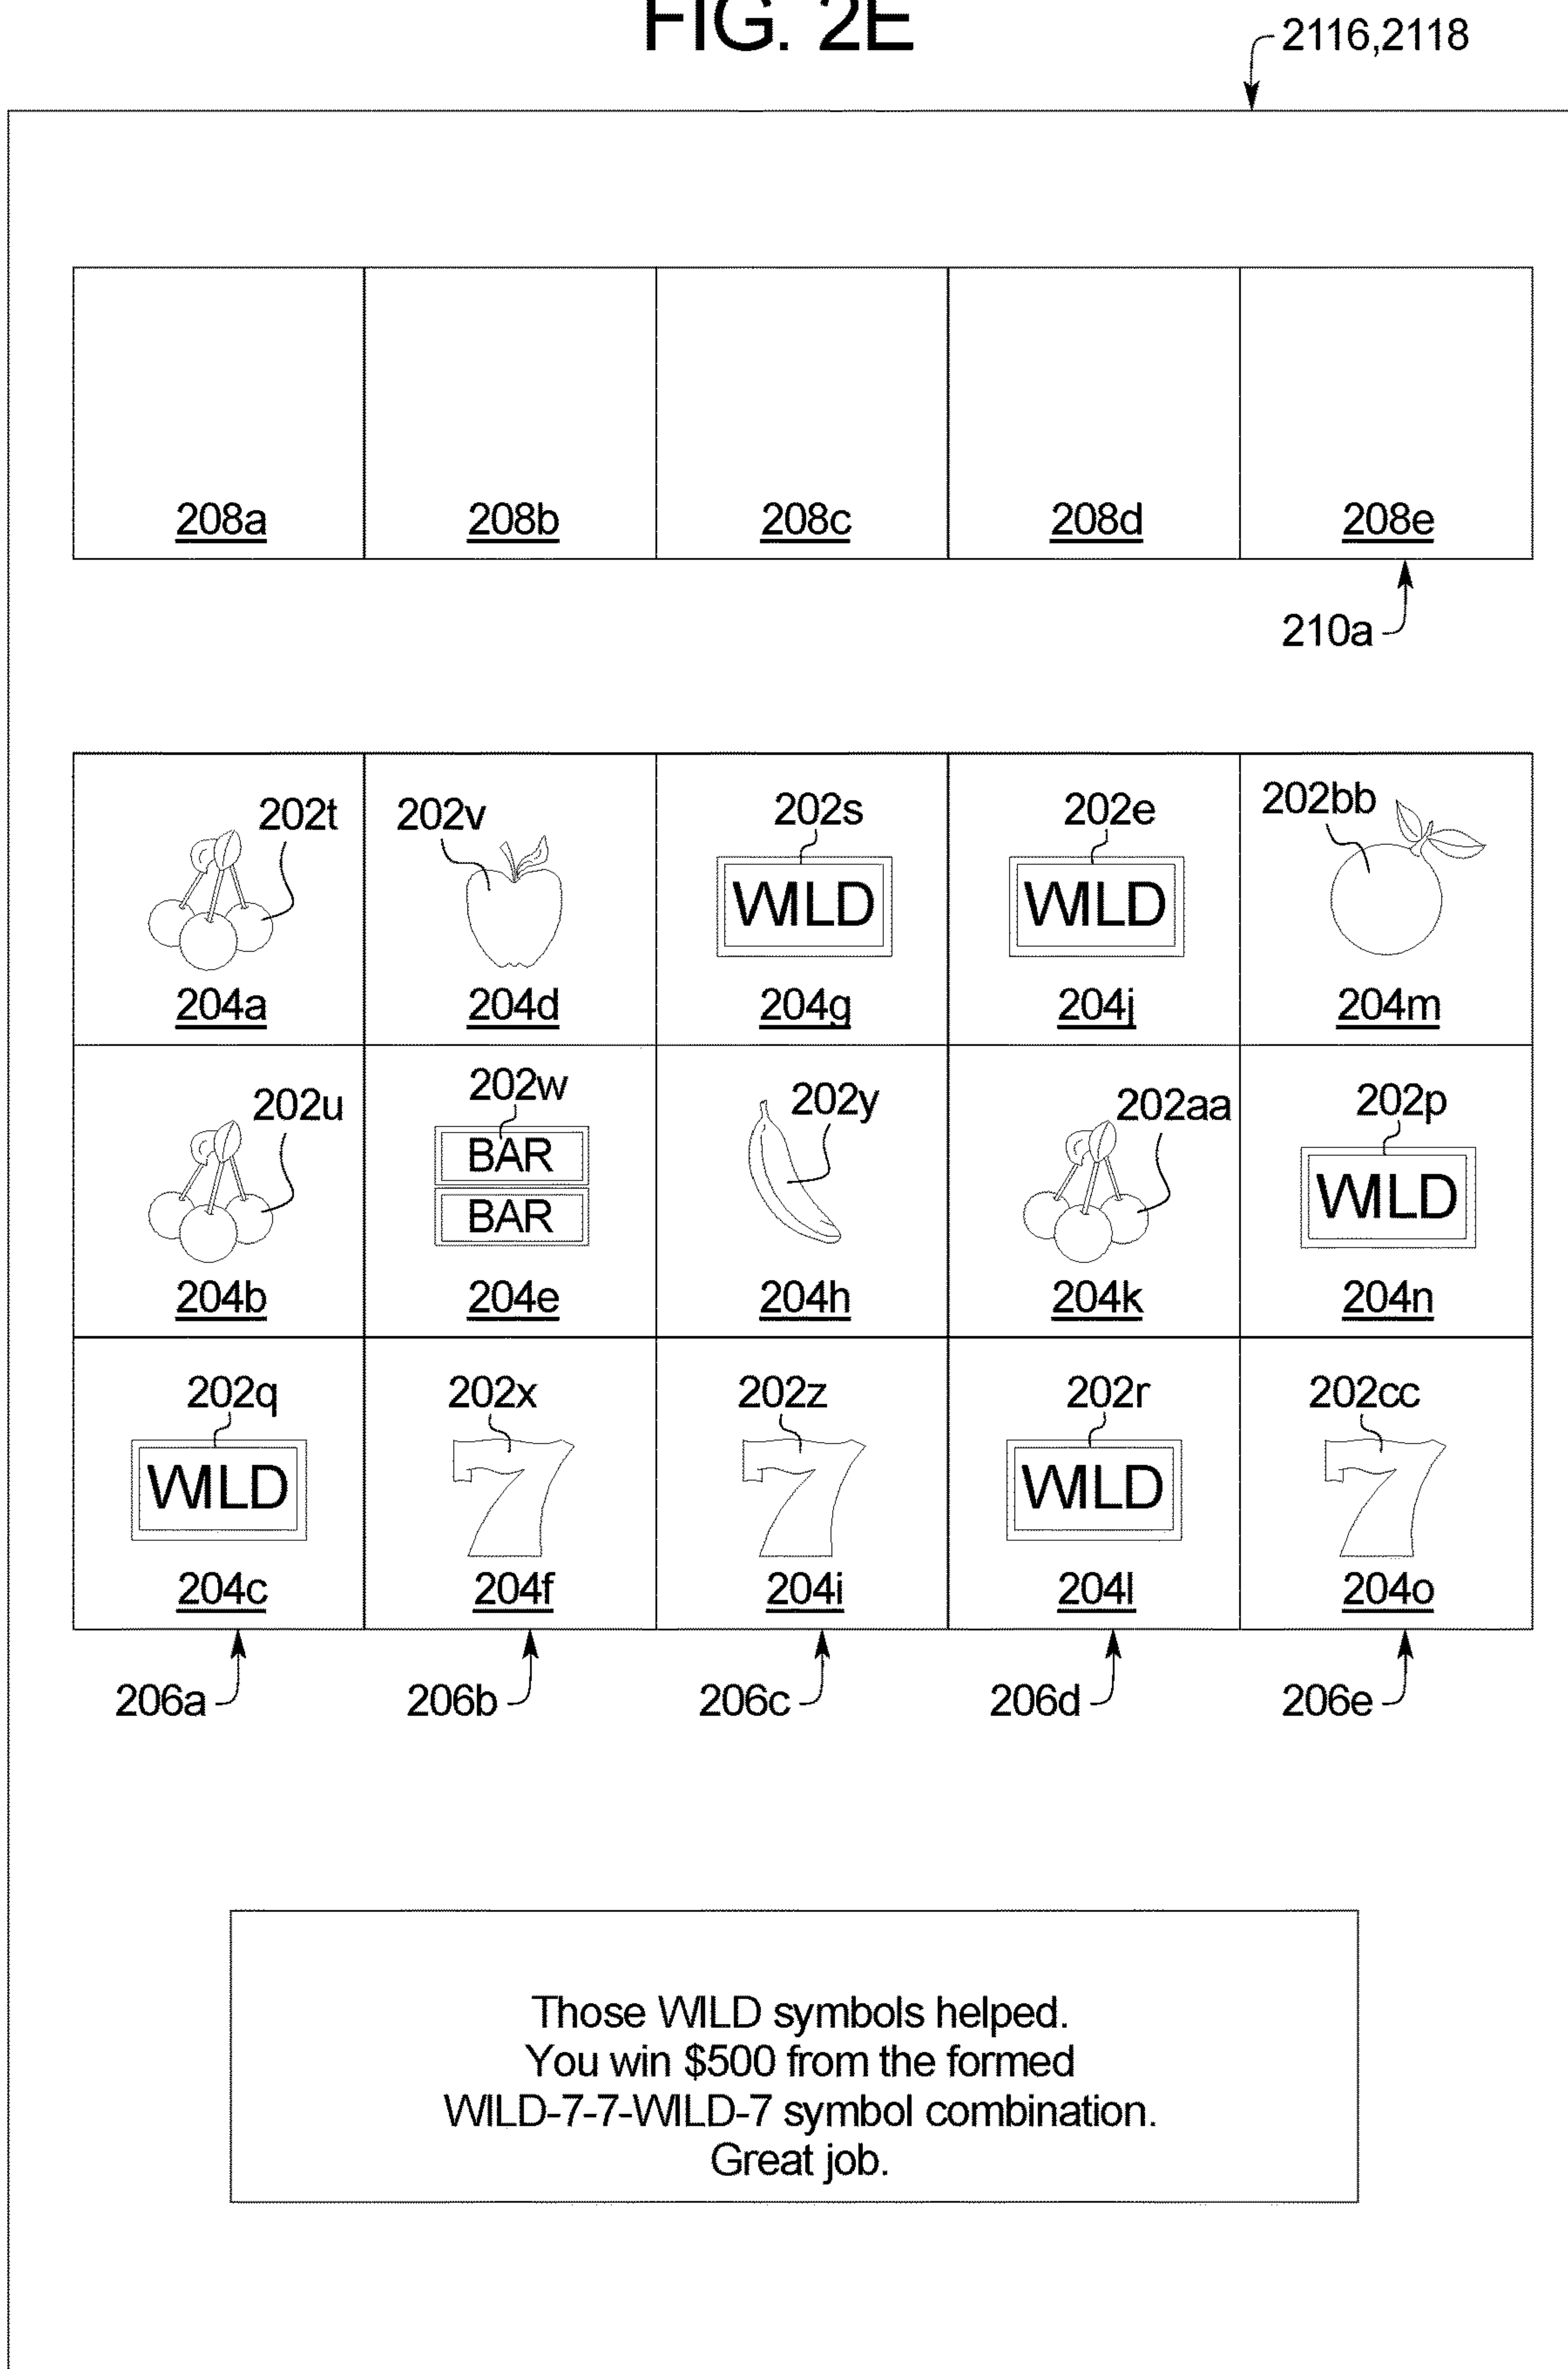 FIG. 2E
2116,2118
208a 208b 208c 208d 208e
210a
202t 202v 202s 202e 202bb
WILD WILD
204a 204d 204g 204j 204m
202u 202w 202y 202aa 202p
BAR
BAR
WILD
204b 204e 204h 204k 204n
202q 202x 202z 202r 202cc
WILD 7 7 WILD 7
204c 204f 204i 204l 204o
206a 206b 206c 206d 206e
Those WILD symbols helped.
You win $500 from the formed
WILD-7-7-WILD-7 symbol combination.
Great job.